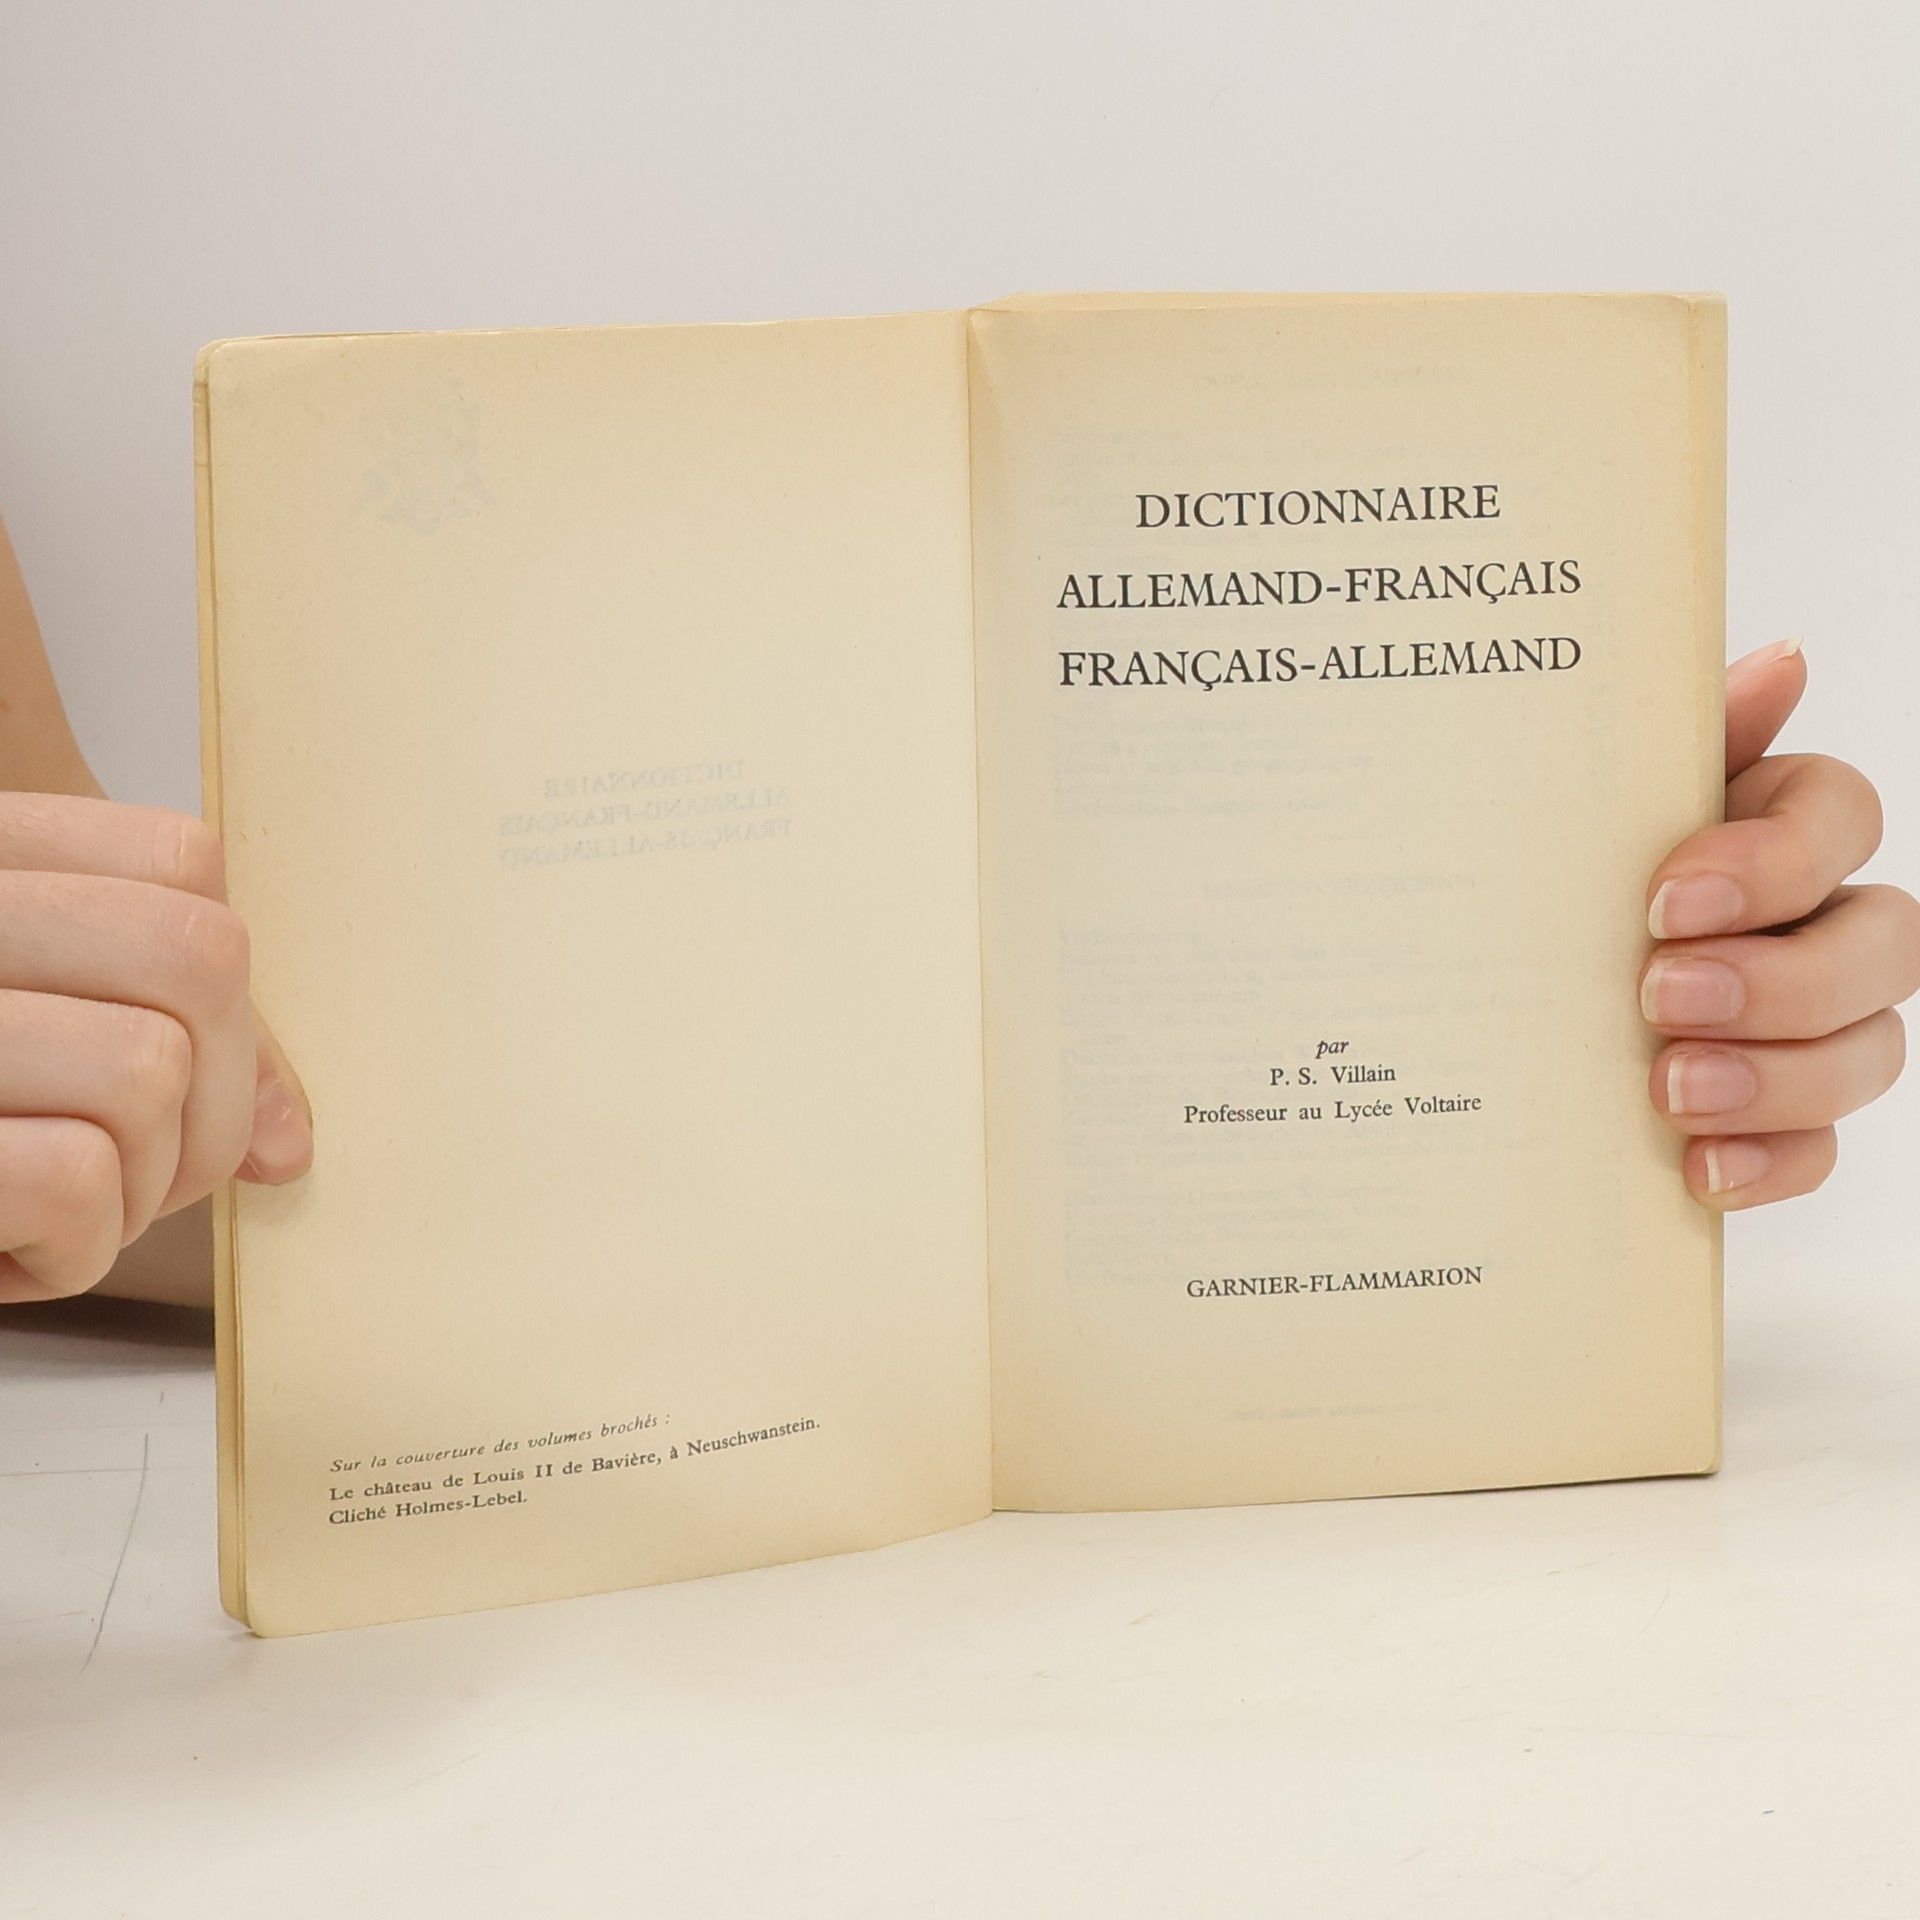 Sur la couverture des volumes brochés :
Le château de Louis II de Bavière, à Neuschwanstein.
Cliché Holmes-Lebel.
DICTIONNAIRE
ALLEMAND-FRANÇAIS
FRANÇAIS-ALLEMAND
par
P. S. Villain
Professeur au Lycée Voltaire
GARNIER-FLAMMARION